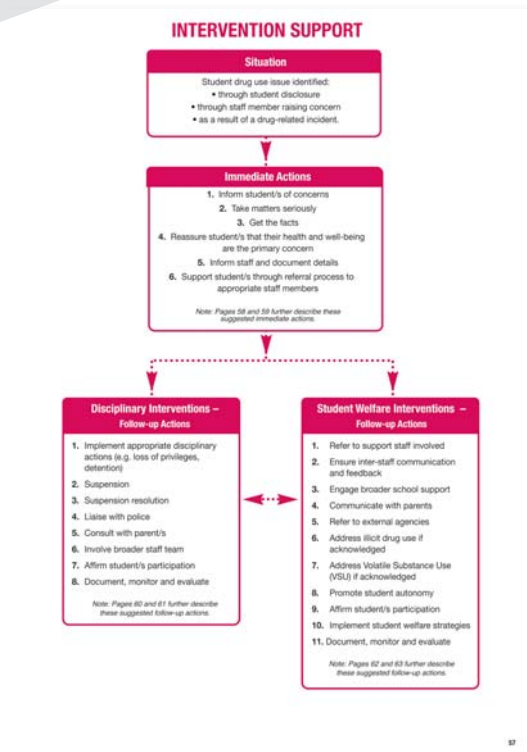 INTERVENTION SUPPORT
Situation
Student drug use issue identified:
• through student disclosure
• through staff member raising concern
• as a result of a drug-related incident.
Immediate Actions
1. Inform student/s of concerns
2. Take matters seriously
3. Get the facts
4. Reassure student/s that their health and well-being
are the primary concern
5. Inform staff and document details
6. Support student/s through referral process to
appropriate staff members
Note: Pages 58 and 59 further describe these
suggested immediate actions.
Disciplinary Interventions –
Follow-up Actions
1. Implement appropriate disciplinary
actions (e.g. loss of privileges,
detention)
2. Suspension
3. Suspension resolution
4. Liaise with police
5. Consult with parent/s
6. Involve broader staff team
7. Affirm student's participation
8. Document, monitor and evaluate
Note: Pages 60 and 61 further describe
these suggested follow-up actions.
Student Welfare Interventions –
Follow-up Actions
1. Refer to support staff involved
2. Ensure inter-staff communication
and feedback
3. Engage broader school support
4. Communicate with parents
5. Refer to external agencies
6. Address illicit drug use if
acknowledged
7. Address Volatile Substance Use
(VSU) if acknowledged
8. Promote student autonomy
9. Affirm student's participation
10. Implement student welfare strategies
11. Document, monitor and evaluate
Note: Pages 62 and 63 further describe
these suggested follow-up actions.
57